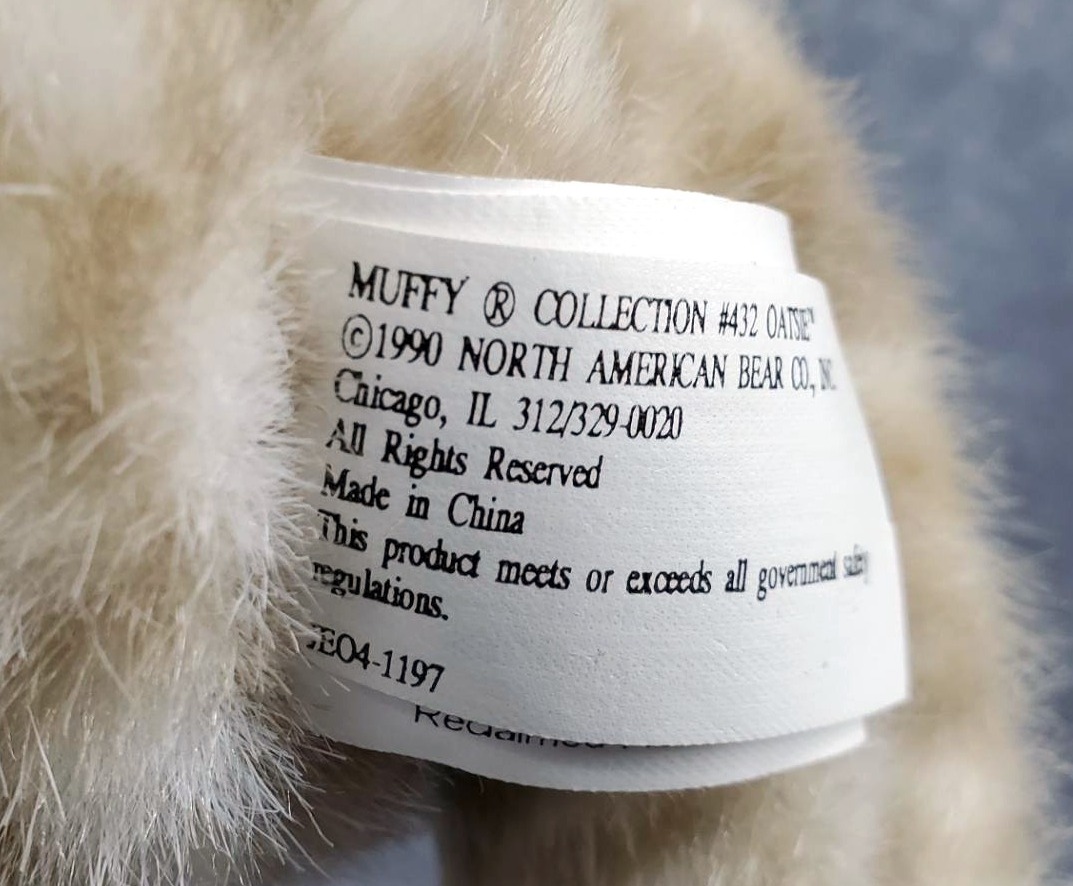 MUFFY ® COLLECTION #432 OATSIE™
©1990 NORTH AMERICAN BEAR CO., INC.
Chicago, IL 312/329-0020
All Rights Reserved
Made in China
This product meets or exceeds all government safety
regulations.
EO4-1197